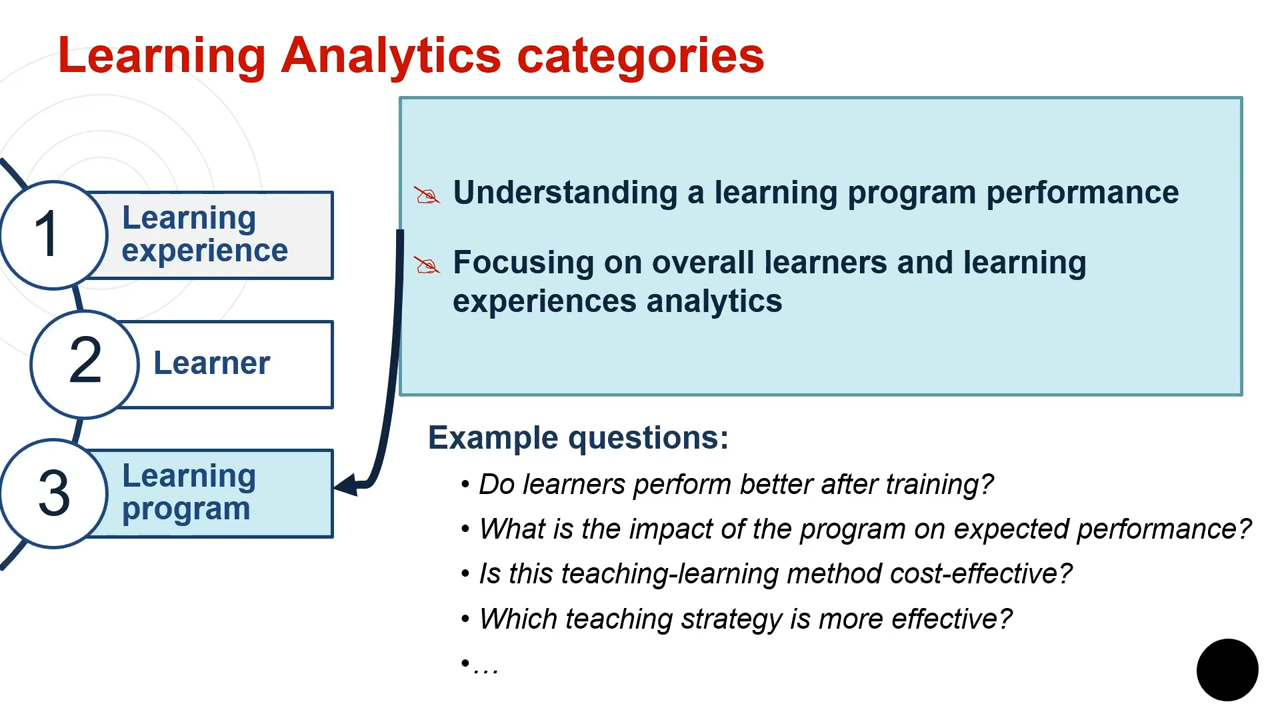 Learning Analytics categories
1
Learning
experience
2
Learner
3
Learning
program
Understanding a learning program performance
Focusing on overall learners and learning
experiences analytics
Example questions:
• Do learners perform better after training?
• What is the impact of the program on expected performance?
• Is this teaching-learning method cost-effective?
• Which teaching strategy is more effective?
•…